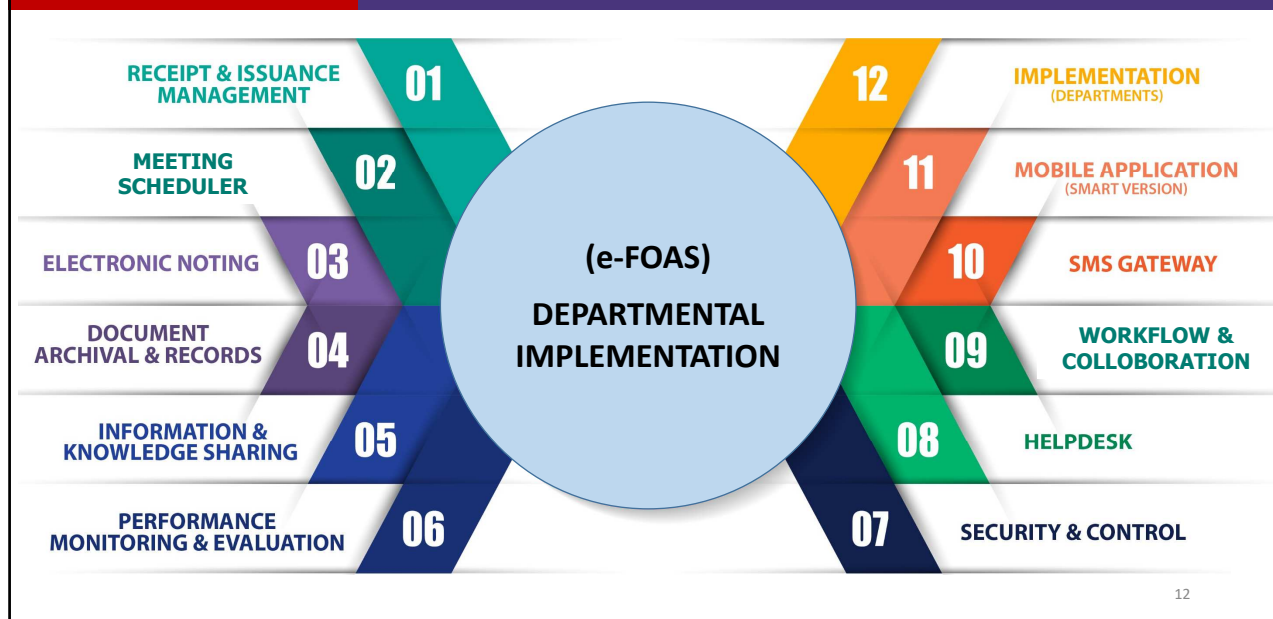 RECEIPT & ISSUANCE
MANAGEMENT
01
MEETING
SCHEDULER
02
ELECTRONIC NOTING
03
DOCUMENT
ARCHIVAL & RECORDS
04
INFORMATION &
KNOWLEDGE SHARING
05
PERFORMANCE
MONITORING & EVALUATION
06
(e-FOAS)
DEPARTMENTAL
IMPLEMENTATION
12
IMPLEMENTATION
(DEPARTMENTS)
11
MOBILE APPLICATION
(SMART VERSION)
10
SMS GATEWAY
09
WORKFLOW &
COLLOBORATION
08
HELPDESK
07
SECURITY & CONTROL
12